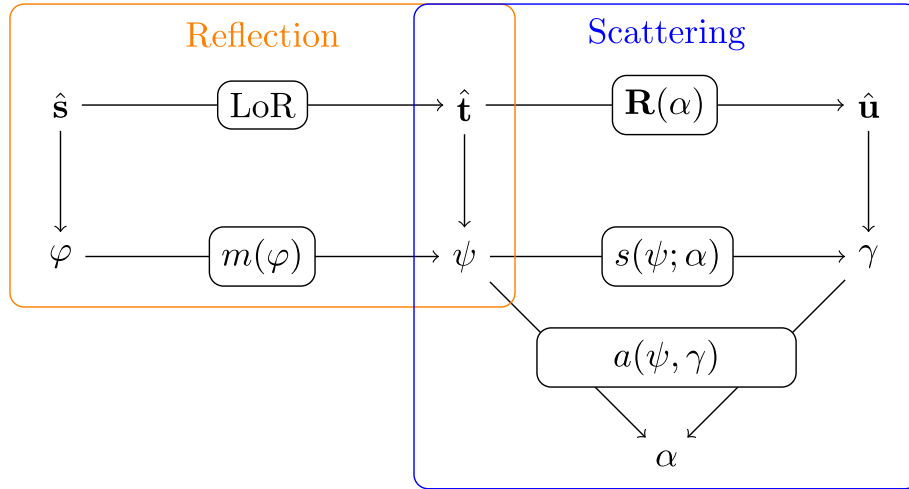 Reflection
Scattering
ŝ LoR t̂ R(α) û
φ m(φ) ψ s(ψ; α) γ
a(ψ, γ)
α